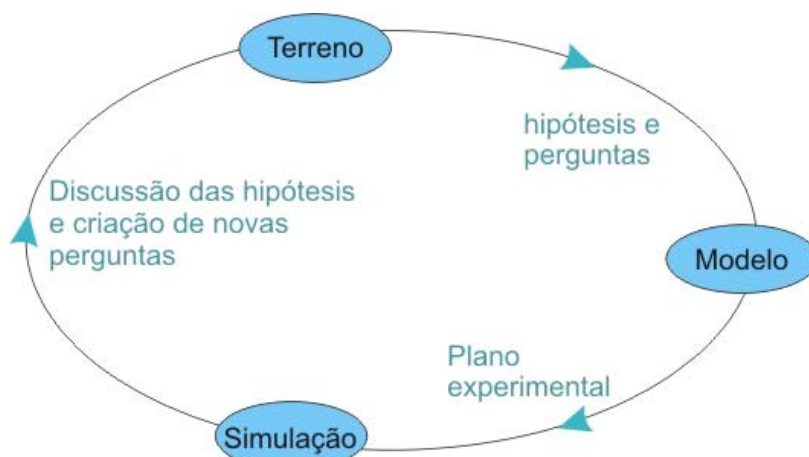 Terreno
hipótesis e
perguntas
Discussão das hipótesis
e criação de novas
perguntas
Modelo
Plano
experimental
Simulação